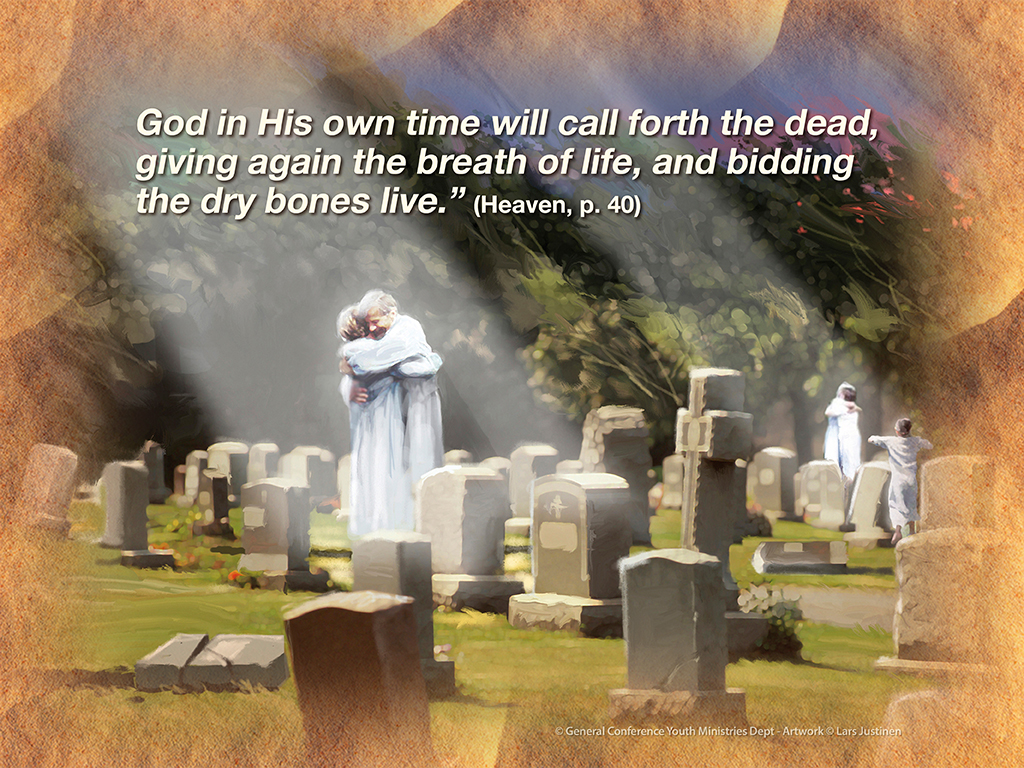 God in His own time will call forth the dead,
giving again the breath of life, and bidding
the dry bones live.” (Heaven, p. 40)
© General Conference Youth Ministries Dept - Artwork © Lars Justinen